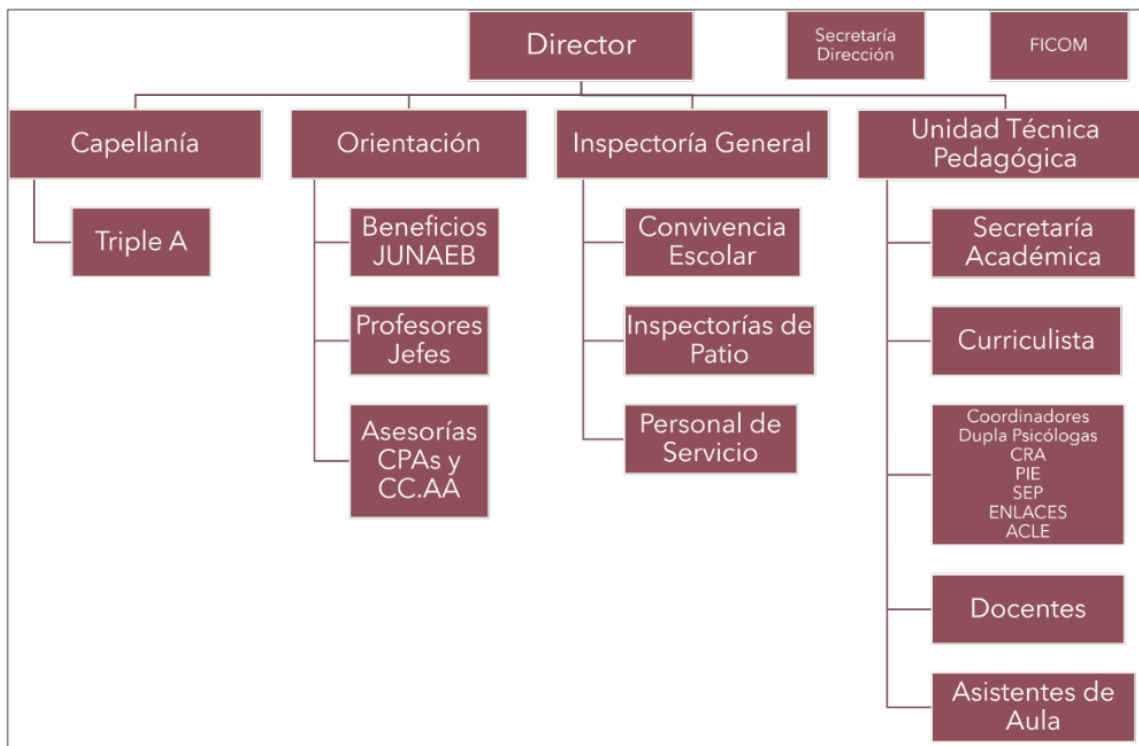 Director
Secretaría
Dirección
FICOM
Capellanía
Orientación
Inspectoría General
Unidad Técnica
Pedagógica
Triple A
Beneficios
JUNAEB
Profesores
Jefes
Asesorías
CPAs y
CC.AA
Convivencia
Escolar
Inspectorías de
Patio
Personal de
Servicio
Secretaría
Académica
Curriculista
Coordinadores
Dupla Psicólogas
CRA
PIE
SEP
ENLACES
ACLE
Docentes
Asistentes de
Aula